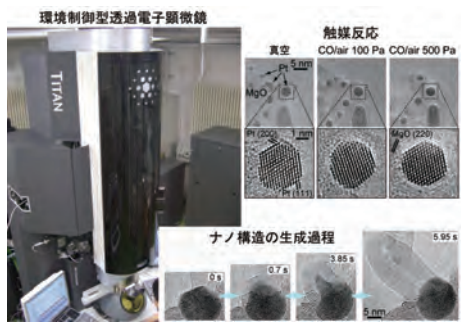 環境制御型透過電子顕微鏡
TITAN
触媒反応
真空
CO/air 100 Pa
CO/air 500 Pa
Pt
5 nm
MgO
Pt (200)
1 nm
MgO (220)
Pt (111)
ナノ構造の生成過程
0 s
0.7 s
3.85 s
5.95 s
5 nm